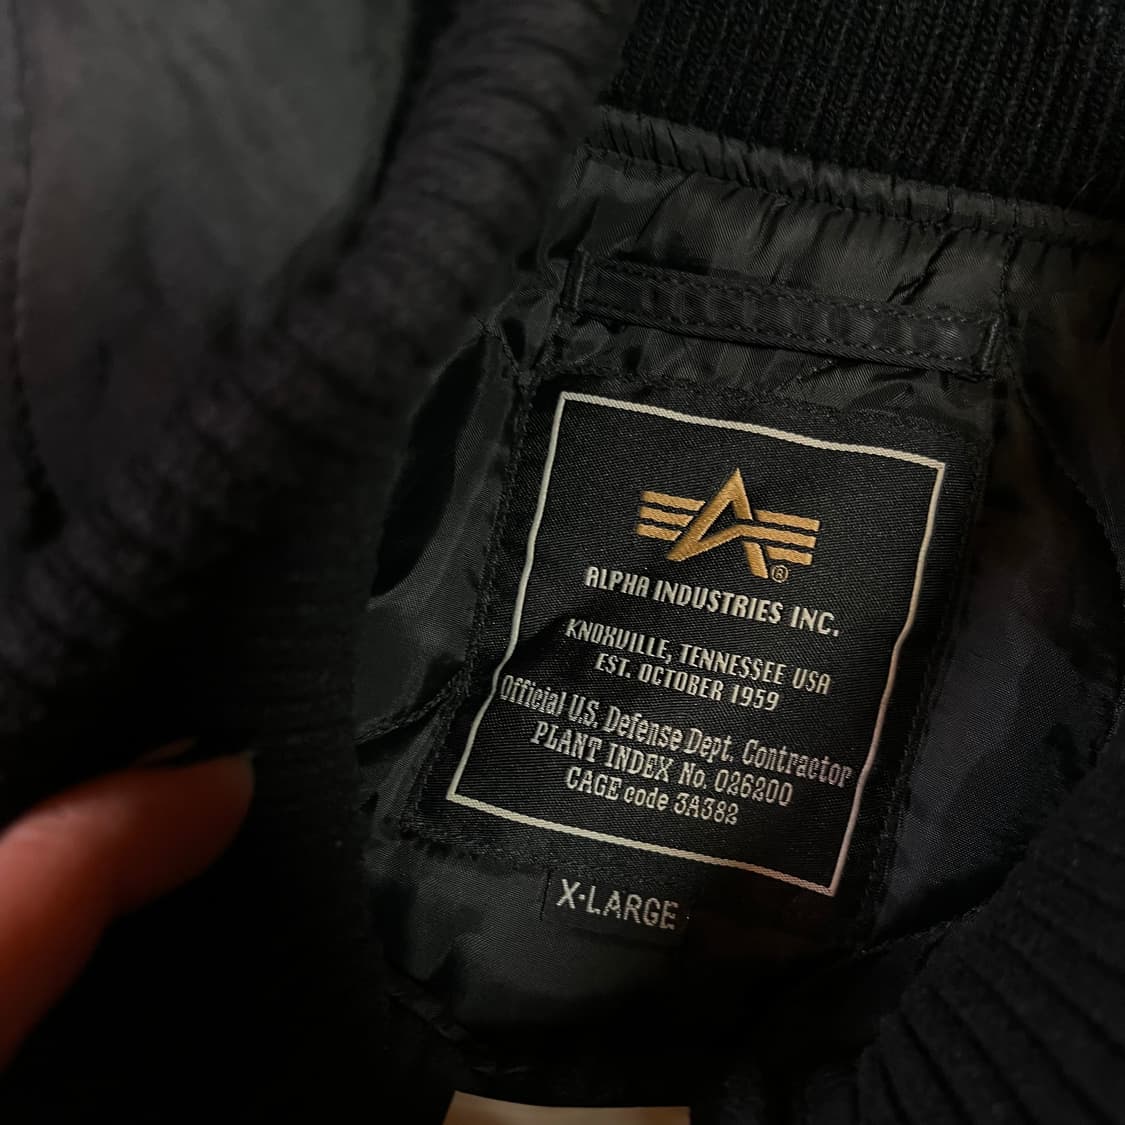 ®
ALPHA INDUSTRIES INC.
KNOXVILLE, TENNESSEE USA
EST. OCTOBER 1959
Official U.S. Defense Dept. Contractor
PLANT INDEX No. 026200
CAGE code 3A382
X-LARGE